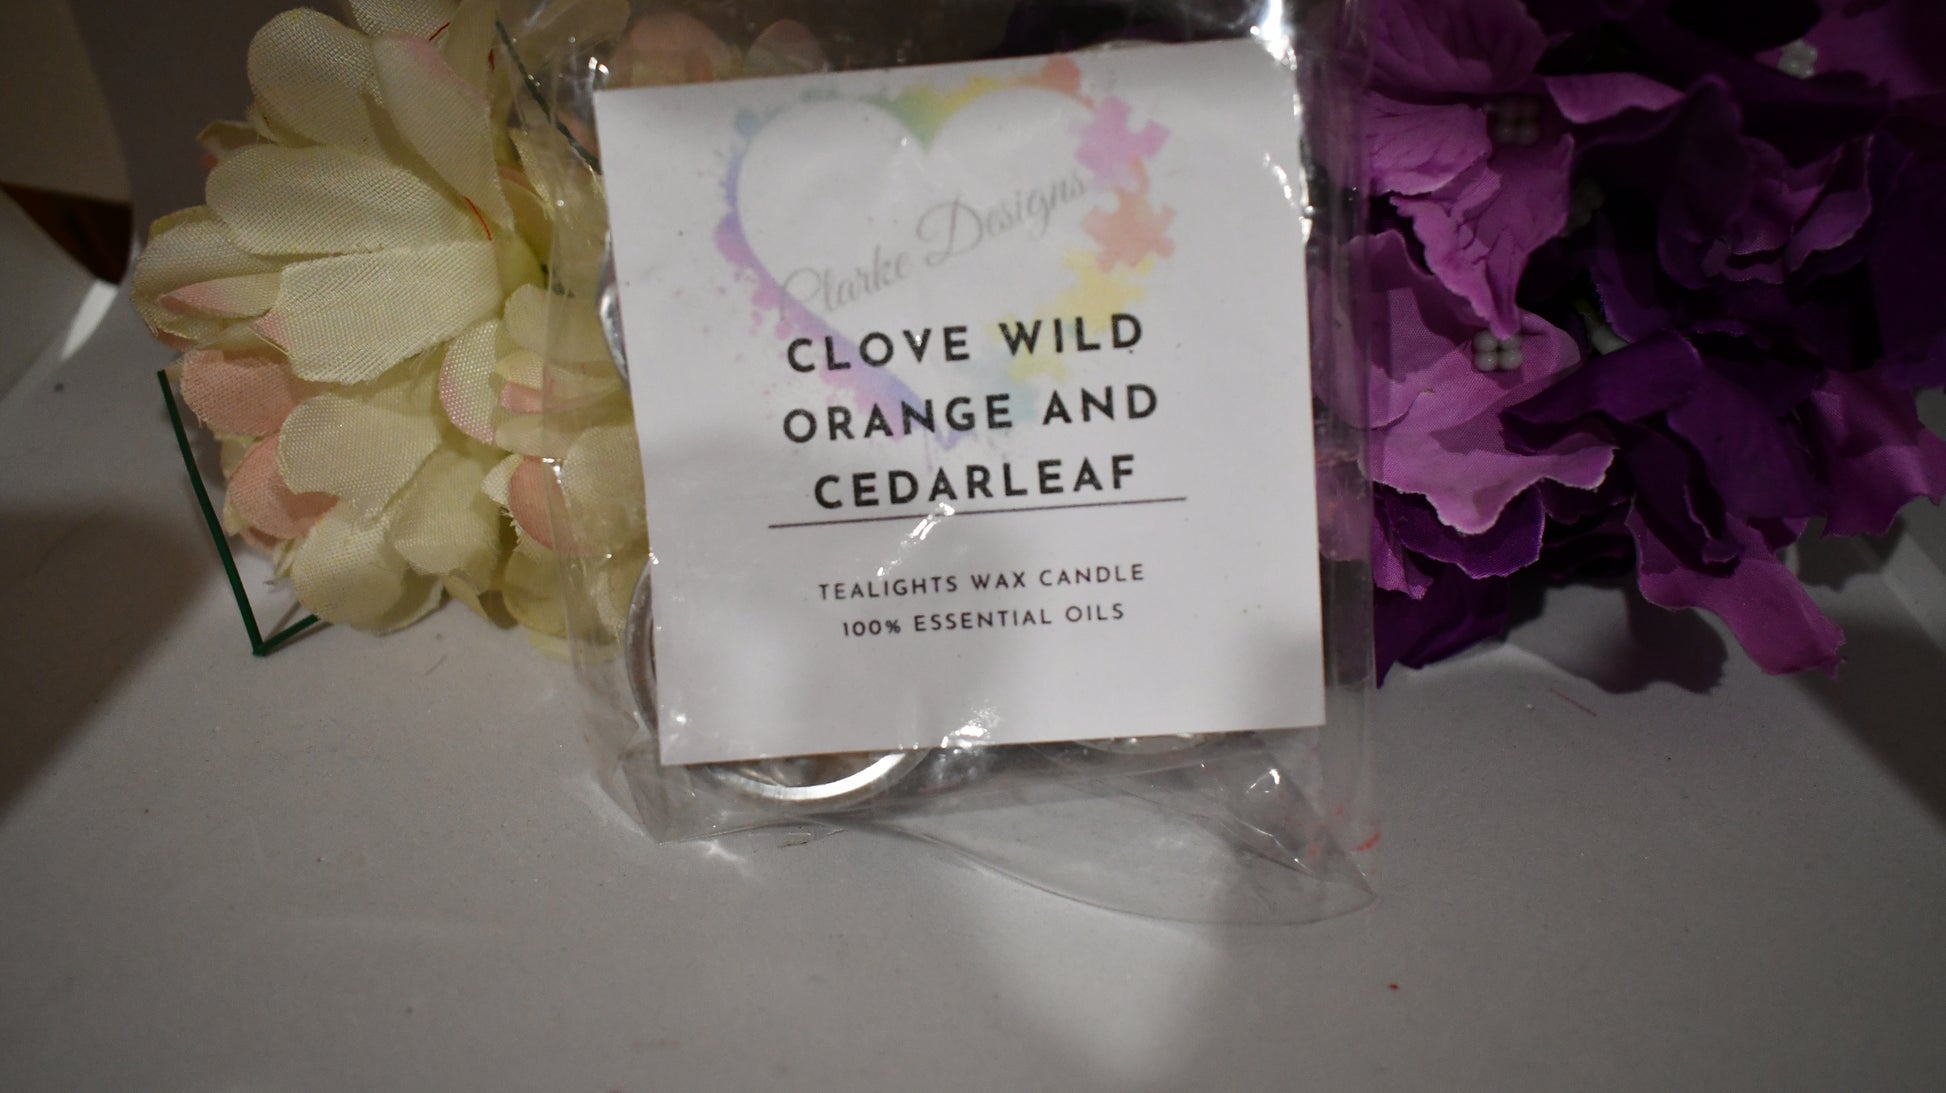 Clarke Designs
CLOVE WILD
ORANGE AND
CEDARLEAF
TEALIGHTS WAX CANDLE
100% ESSENTIAL OILS